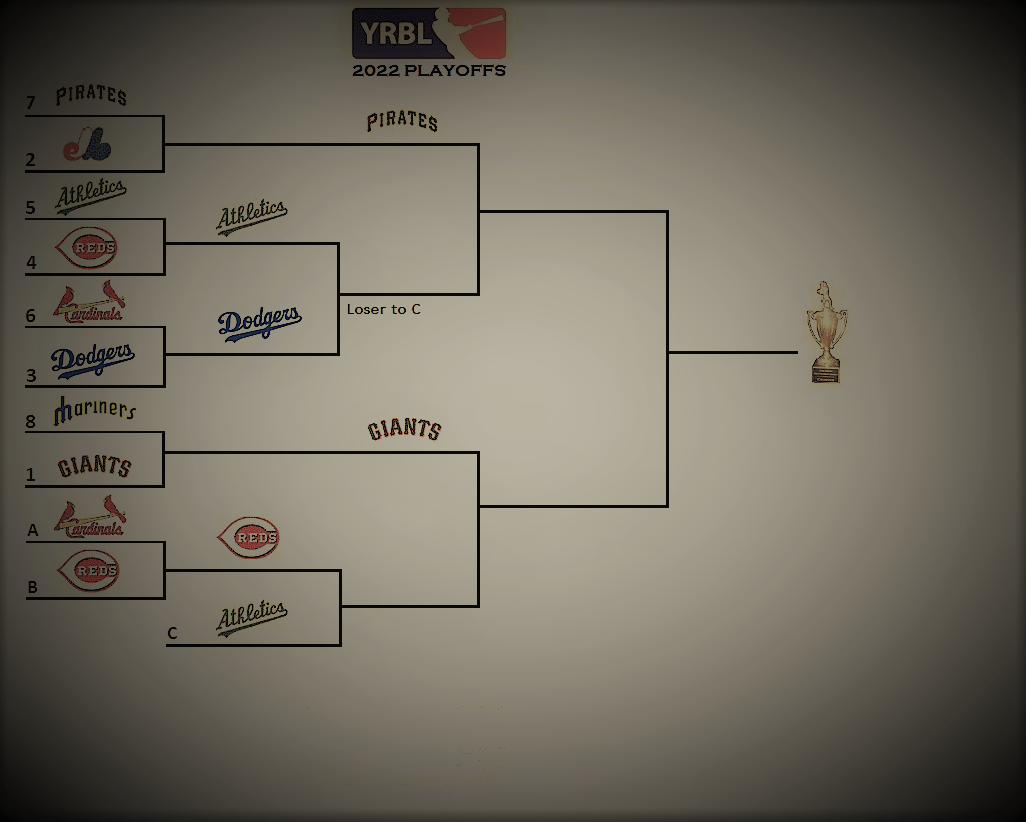 YRBL
2022 PLAYOFFS
7 PIRATES
PIRATES
2
5 Athletics
Athletics
4 REDS
6 Cardinals
Dodgers
Loser to C
3 Dodgers
8 mariners
GIANTS
1 GIANTS
A Cardinals
REDS
B REDS
C Athletics